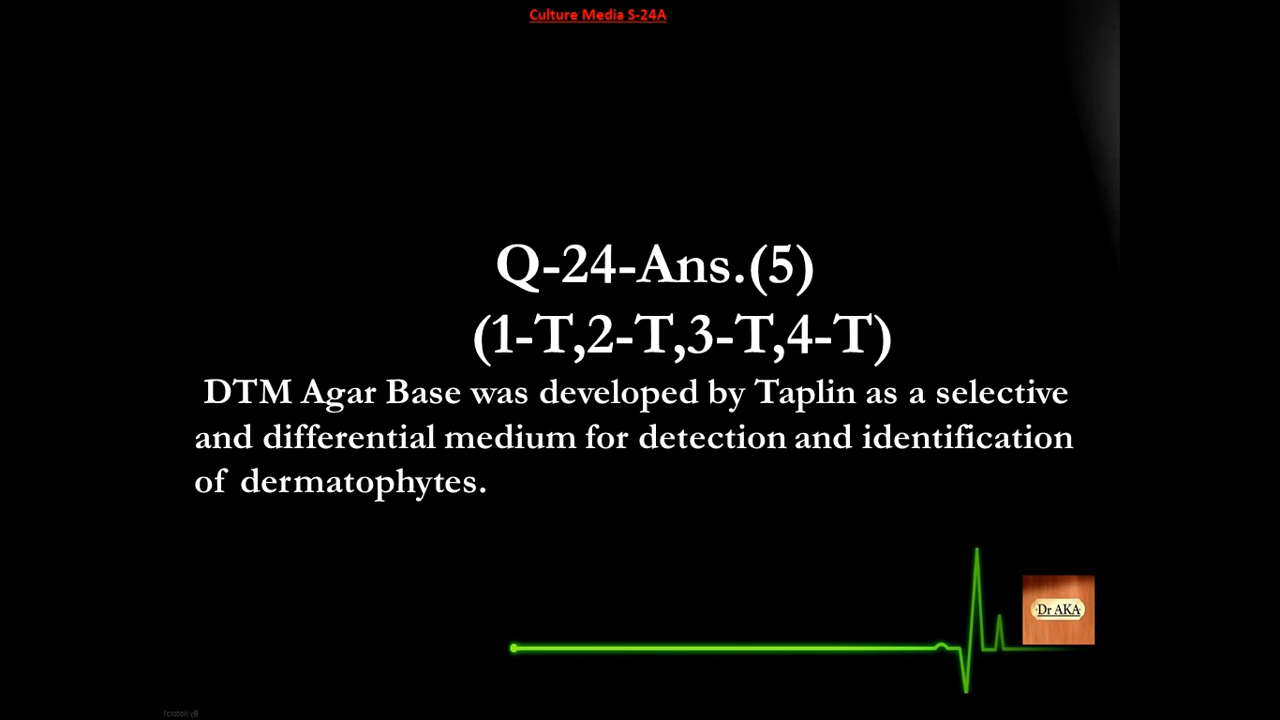 Culture Media S-24A
Q-24-Ans.(5)
(1-T,2-T,3-T,4-T)
DTM Agar Base was developed by Taplin as a selective
and differential medium for detection and identification
of dermatophytes.
Dr AKA